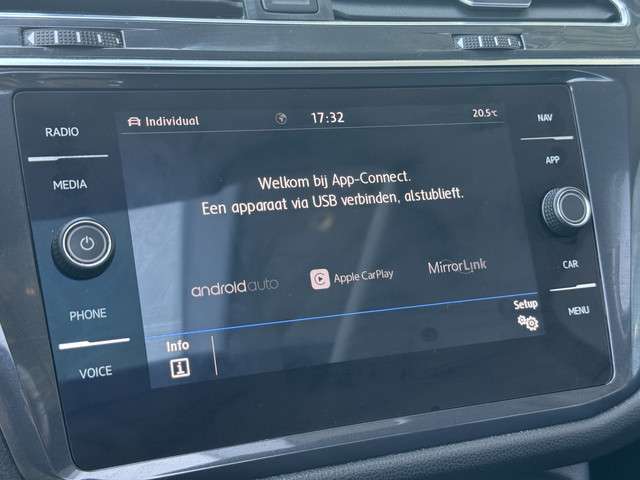 RADIO
MEDIA
PHONE
VOICE
Individual 17:32 20.5°C
Welkom bij App-Connect.
Een apparaat via USB verbinden, alstublieft.
androidauto Apple CarPlay MirrorLink
Info
Setup
NAV
APP
CAR
MENU